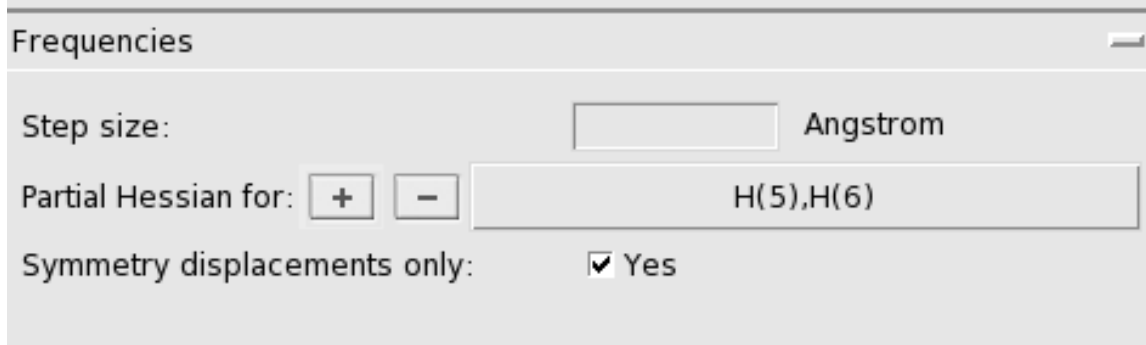 Frequencies
Step size: Angstrom
Partial Hessian for: + - H(5),H(6)
Symmetry displacements only: Yes